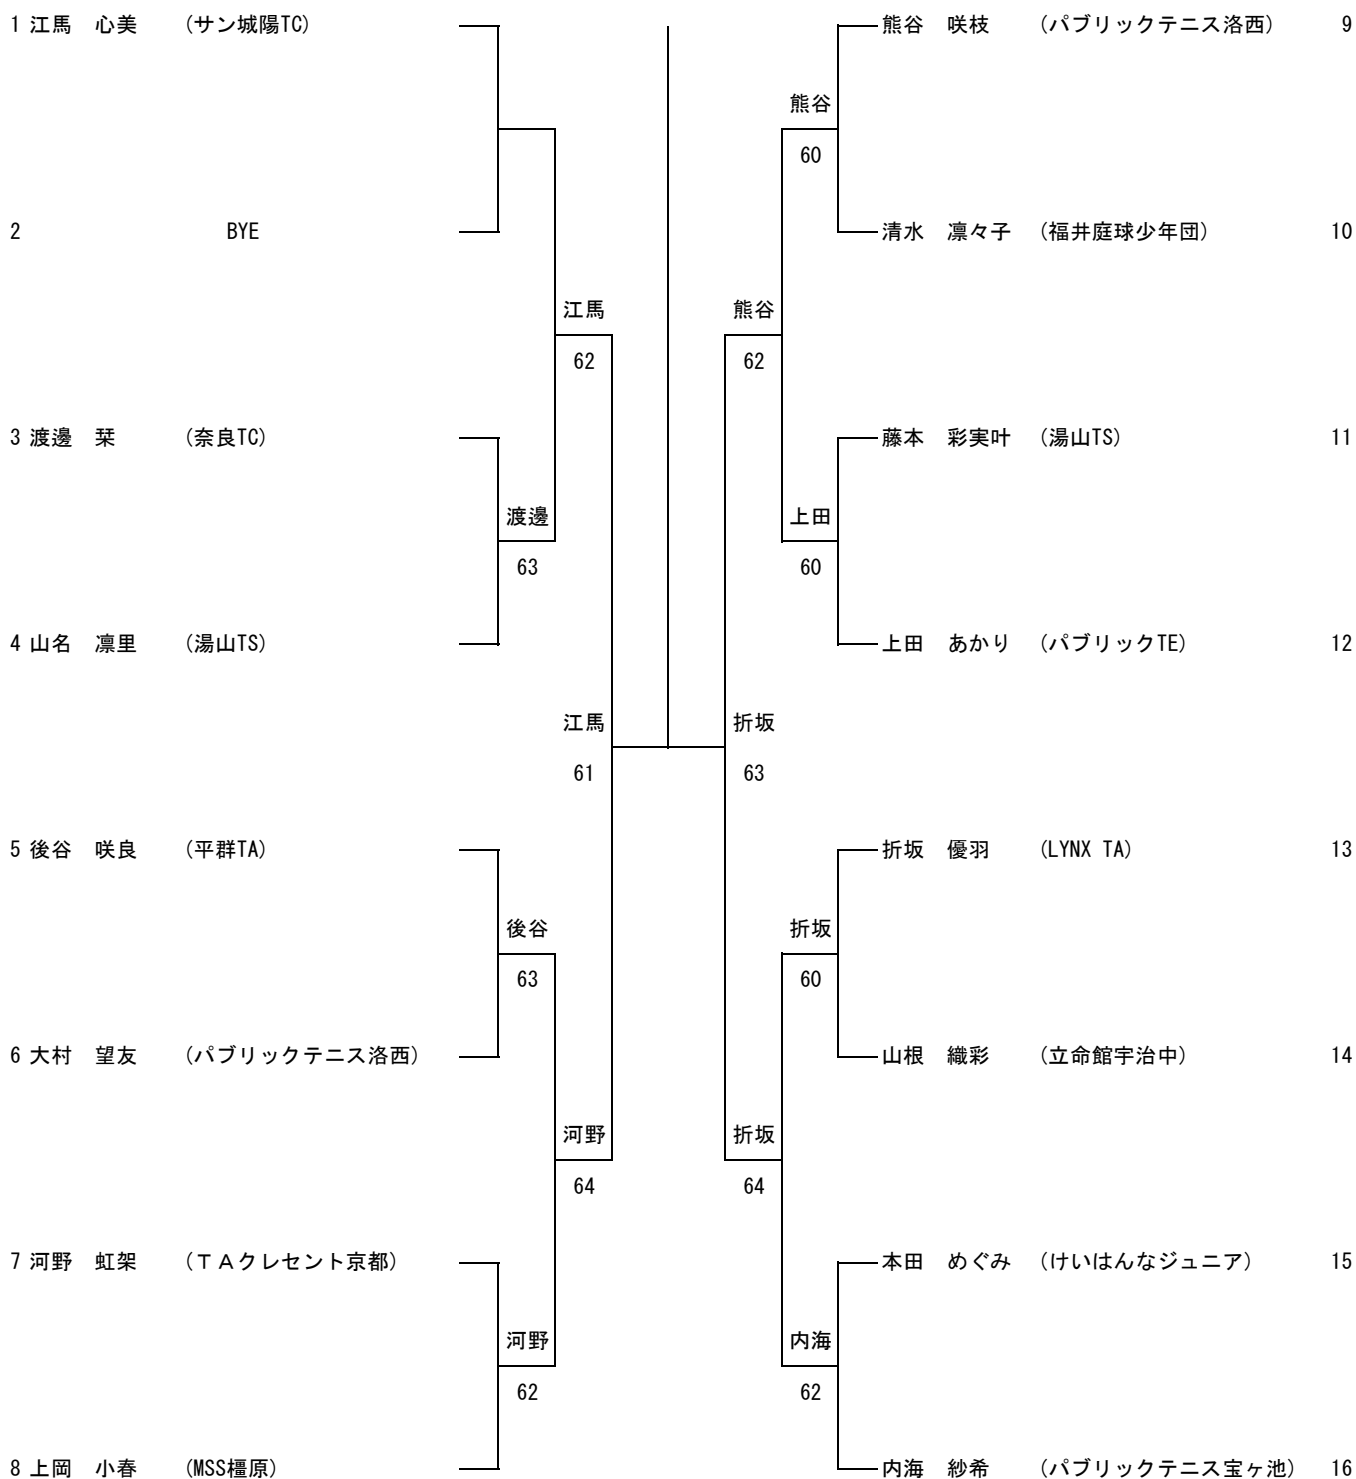 1 江馬　心美　（サン城陽TC）
熊谷　咲枝　（パブリックテニス洛西）　9
熊谷
60
2　BYE
清水　凛々子　（福井庭球少年団）　10
江馬
熊谷
62
62
3 渡邊　栞　（奈良TC）
藤本　彩実叶　（湯山TS）　11
渡邊
上田
63
60
4 山名　凛里　（湯山TS）
上田　あかり　（パブリックTE）　12
江馬
折坂
61
63
5 後谷　咲良　（平群TA）
折坂　優羽　（LYNX TA）　13
後谷
折坂
63
60
6 大村　望友　（パブリックテニス洛西）
山根　織彩　（立命館宇治中）　14
河野
折坂
64
64
7 河野　虹架　（ＴＡクレセント京都）
本田　めぐみ　（けいはんなジュニア）　15
河野
内海
62
62
8 上岡　小春　（MSS橿原）
内海　紗希　（パブリックテニス宝ヶ池）　16